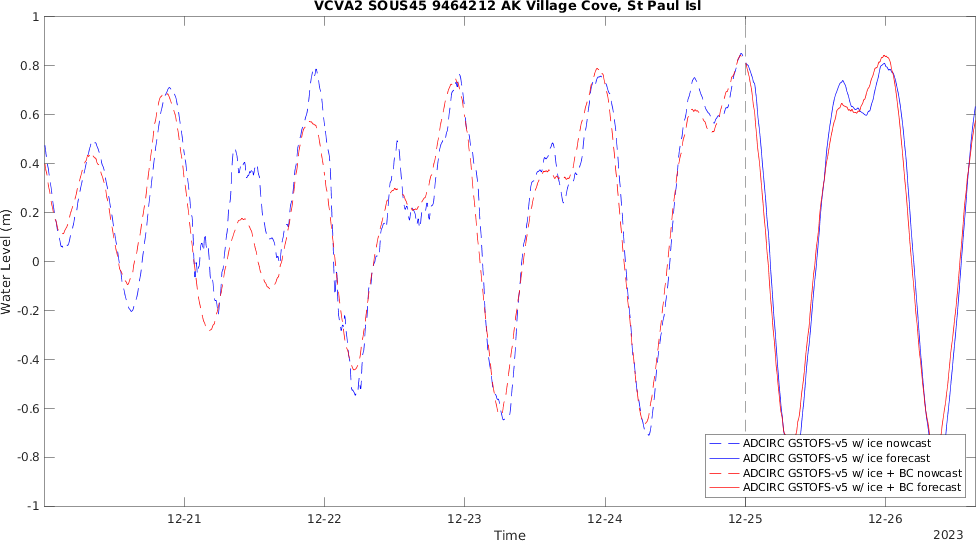 VCVA2 SOUS45 9464212 AK Village Cove, St Paul Isl
1
0.8
0.6
0.4
0.2
0
-0.2
-0.4
-0.6
-0.8
-1
Water Level (m)
ADCIRC GSTOFS-v5 w/ ice nowcast
ADCIRC GSTOFS-v5 w/ ice forecast
ADCIRC GSTOFS-v5 w/ ice + BC nowcast
ADCIRC GSTOFS-v5 w/ ice + BC forecast
12-21 12-22 12-23 12-24 12-25 12-26
Time
2023